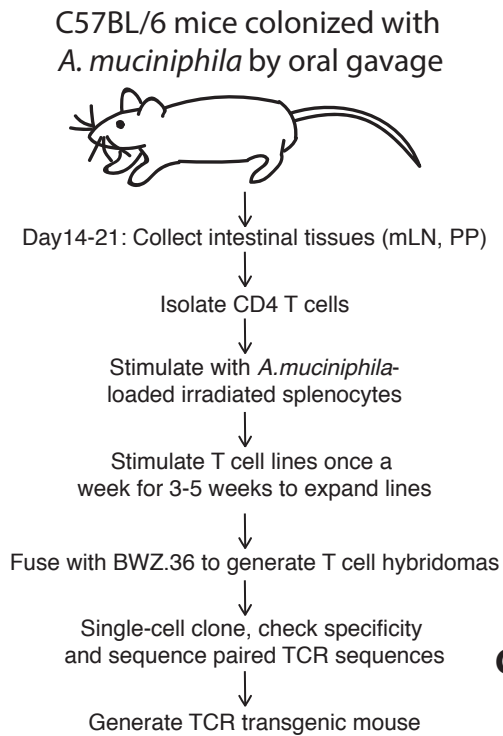 C57BL/6 mice colonized with
A. muciniphila by oral gavage
Day14-21: Collect intestinal tissues (mLN, PP)
Isolate CD4 T cells
Stimulate with A.muciniphila-
loaded irradiated splenocytes
Stimulate T cell lines once a
week for 3-5 weeks to expand lines
Fuse with BWZ.36 to generate T cell hybridomas
Single-cell clone, check specificity
and sequence paired TCR sequences
Generate TCR transgenic mouse